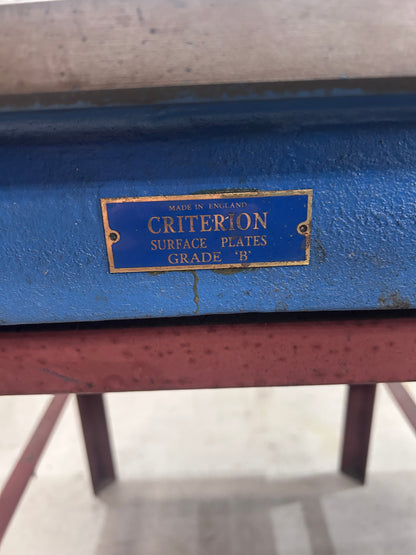 MADE IN ENGLAND
CRITERION
SURFACE PLATES
GRADE 'B'